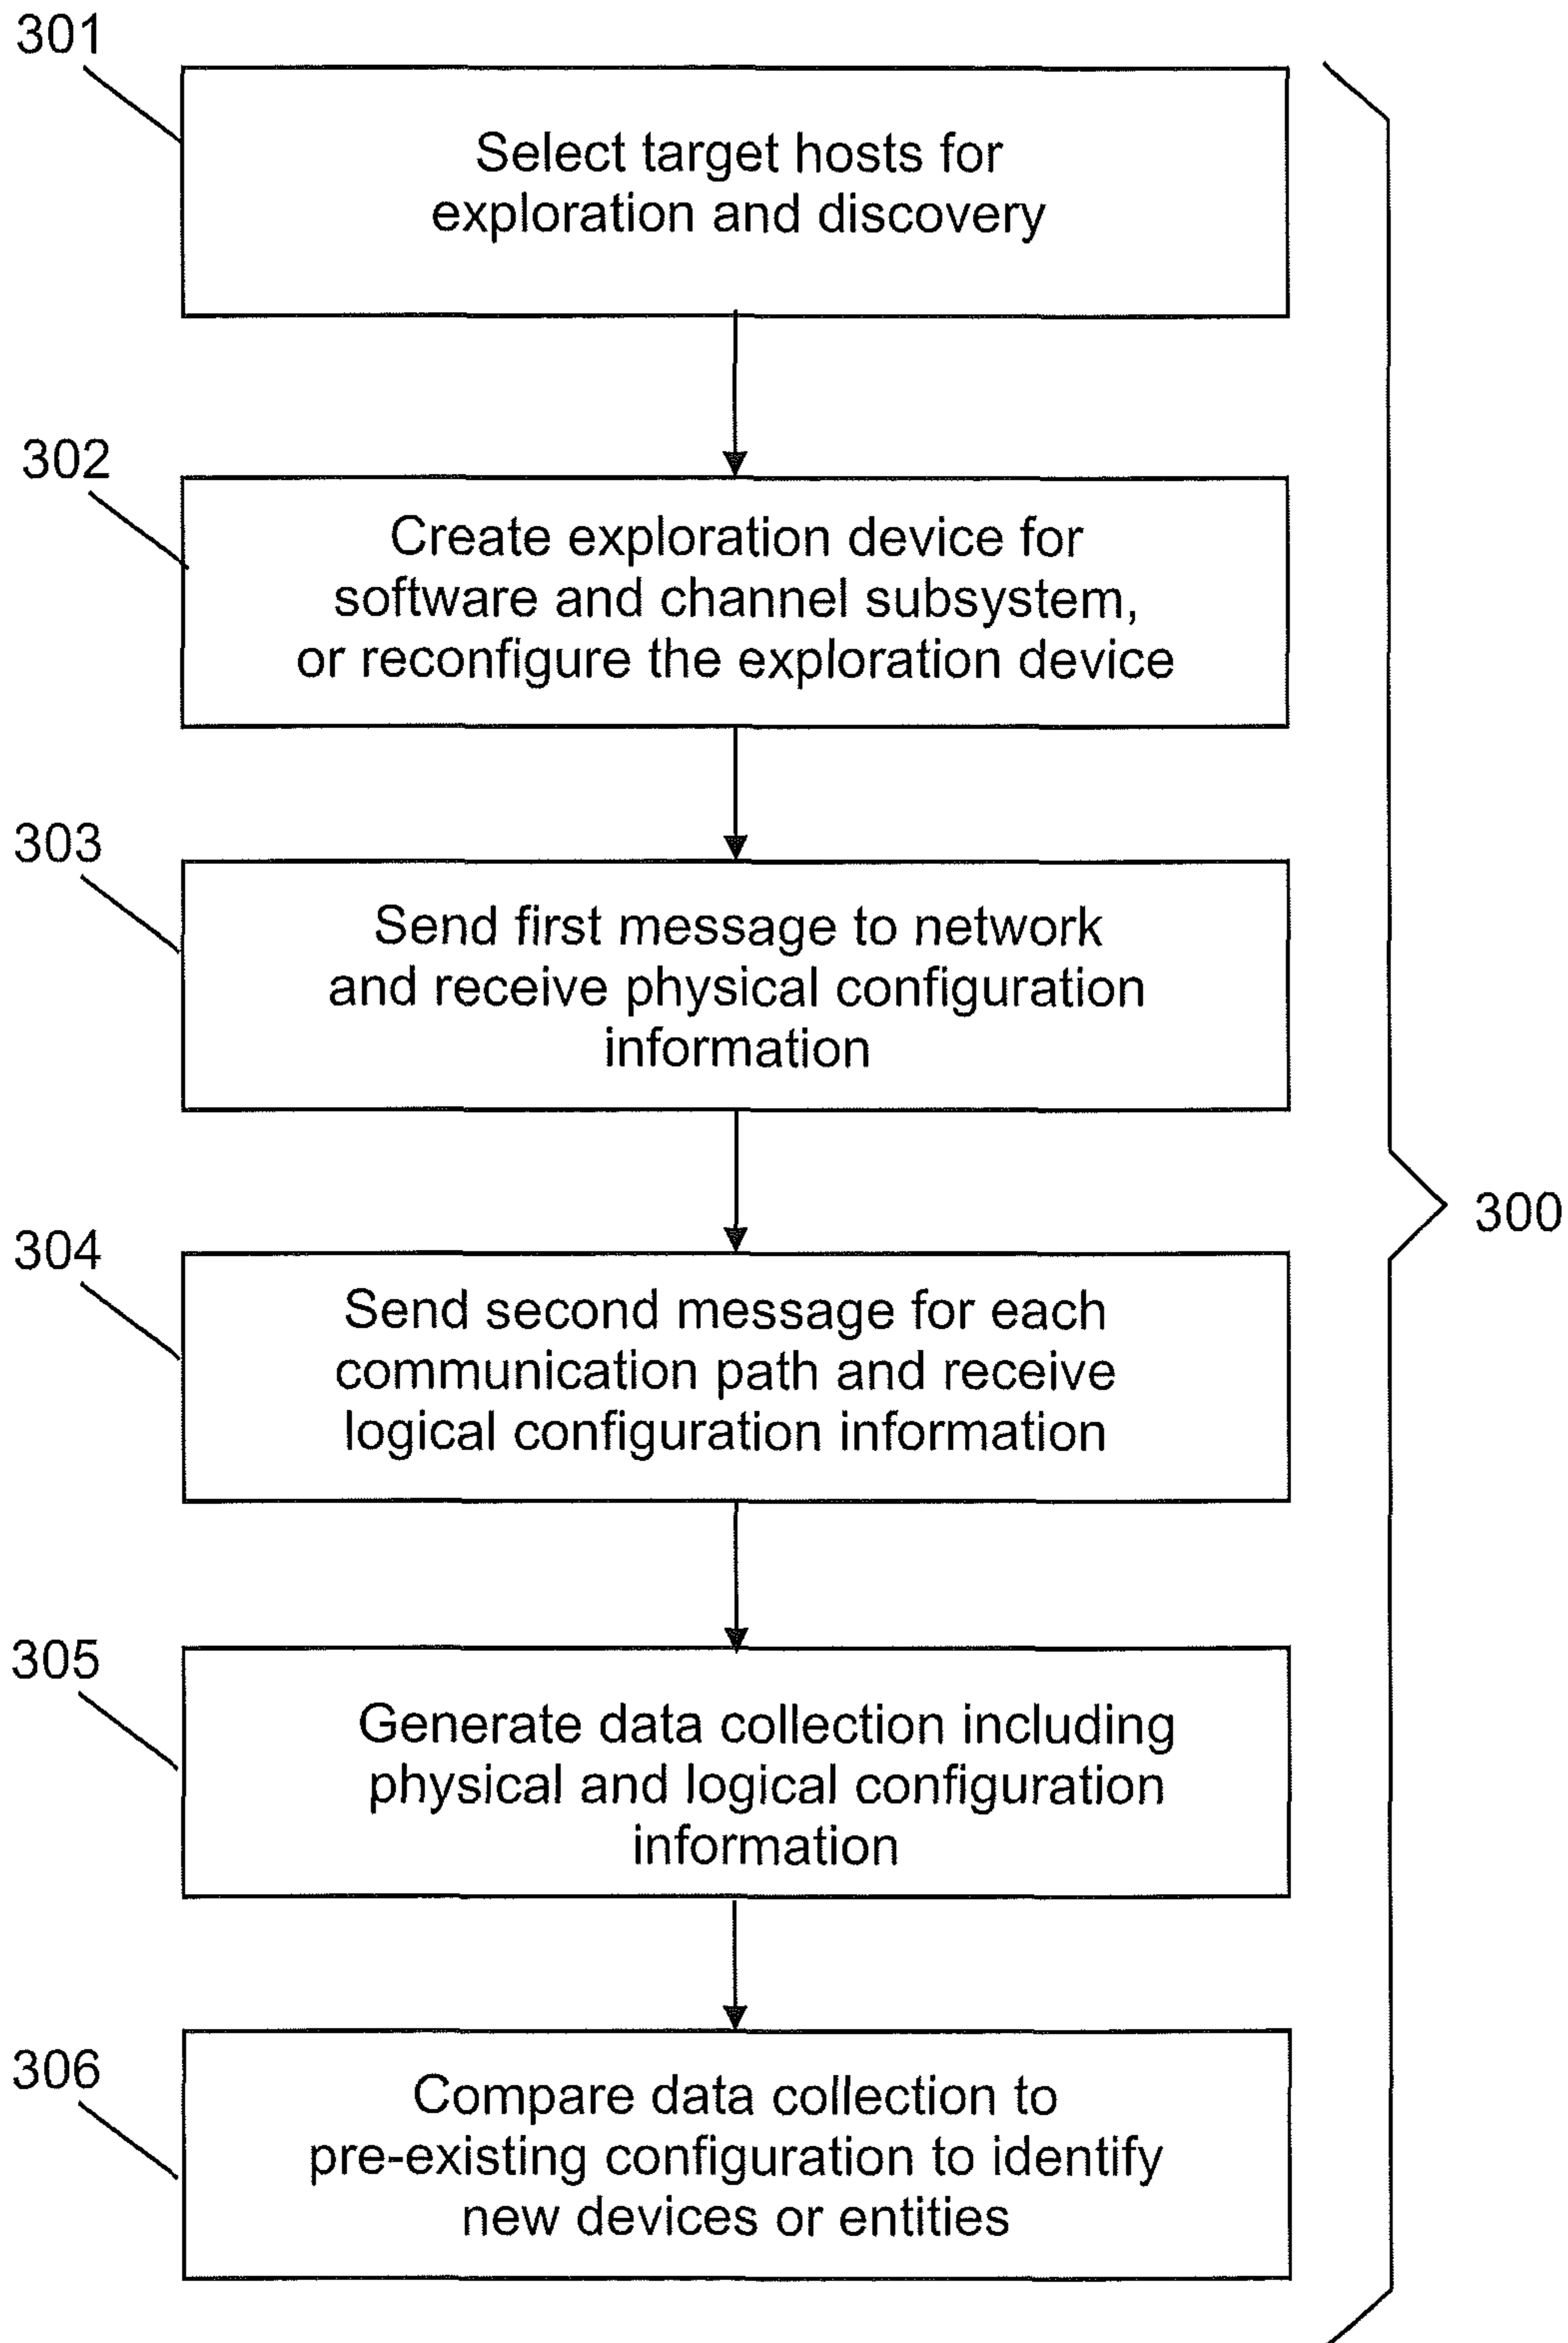 301
Select target hosts for
exploration and discovery
302
Create exploration device for
software and channel subsystem,
or reconfigure the exploration device
303
Send first message to network
and receive physical configuration
information
300
304
Send second message for each
communication path and receive
logical configuration information
305
Generate data collection including
physical and logical configuration
information
306
Compare data collection to
pre-existing configuration to identify
new devices or entities